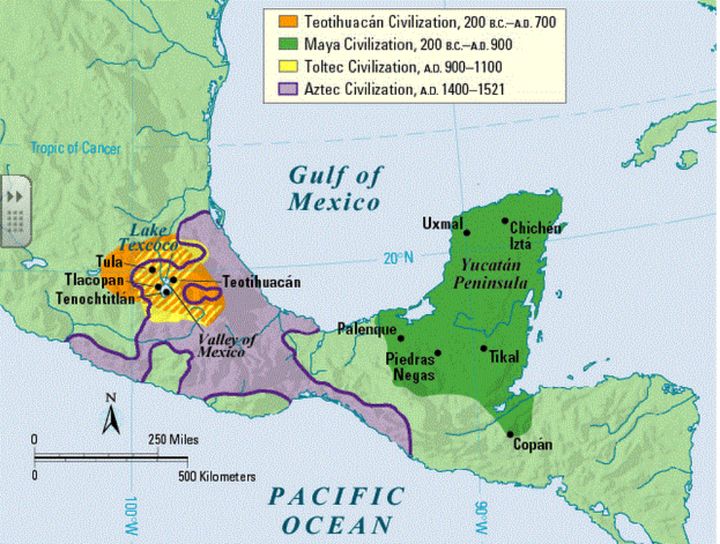 Teotihuacán Civilization, 200 B.C.–A.D. 700
Maya Civilization, 200 B.C.–A.D. 900
Toltec Civilization, A.D. 900–1100
Aztec Civilization, A.D. 1400–1521
Tropic of Cancer
Gulf of
Mexico
Lake
Texcoco
Tula
Tlacopan
Tenochtitlán
Teotihuacán
Valley of
Mexico
20°N
Uxmal
Chichén
Itzá
Yucatán
Peninsula
Palenque
Piedras
Negas
Tikal
Copán
N
0 250 Miles
0 500 Kilometers
100°W
90°W
PACIFIC
OCEAN